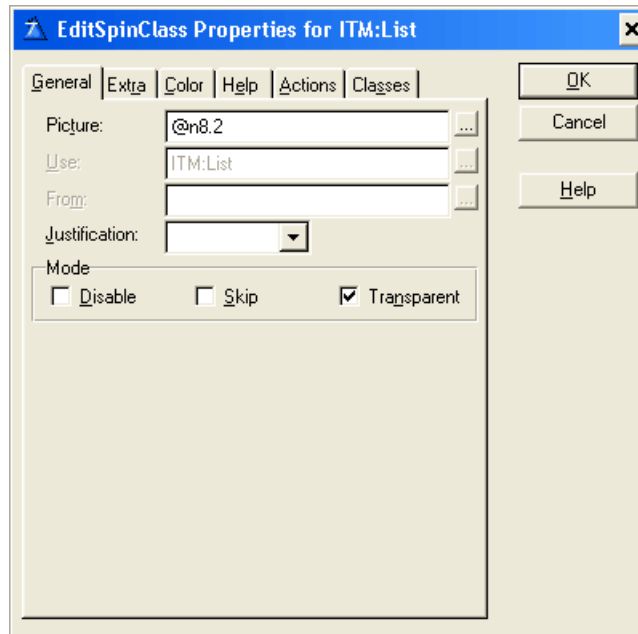 EditSpinClass Properties for ITM:List
General Extra Color Help Actions Classes
OK
Picture: @n8.2 ...
Cancel
Use: ITM:List ...
From: ...
Help
Justification:
Mode
Disable Skip Transparent